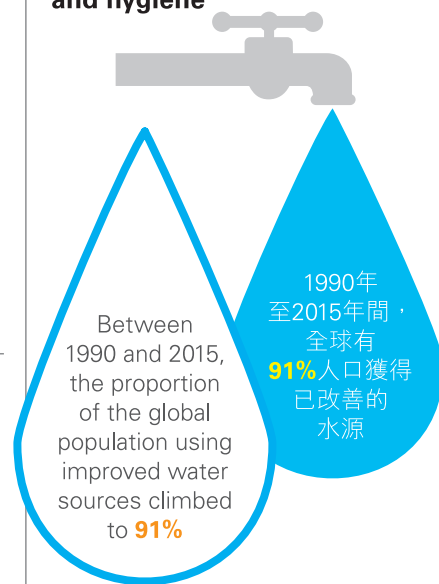 and hygiene
Between
1990 and 2015,
the proportion
of the global
population using
improved water
sources climbed
to 91%
1990年
至2015年間，
全球有
91%人口獲得
已改善的
水源